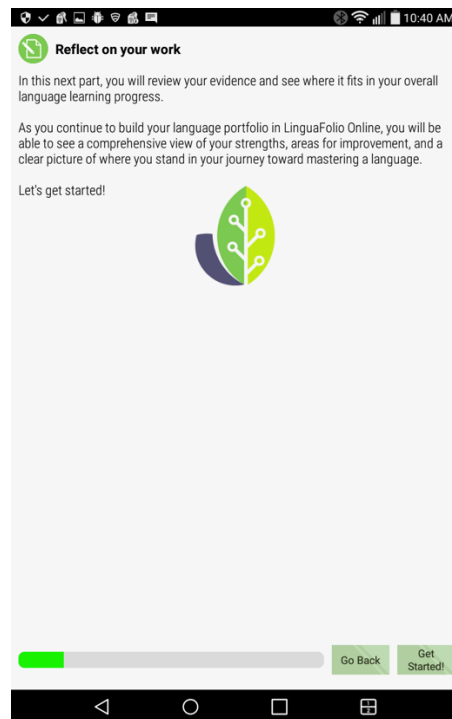 10:40 AM
Reflect on your work
In this next part, you will review your evidence and see where it fits in your overall
language learning progress.
As you continue to build your language portfolio in LinguaFolio Online, you will be
able to see a comprehensive view of your strengths, areas for improvement, and a
clear picture of where you stand in your journey toward mastering a language.
Let's get started!
Go Back
Get
Started!